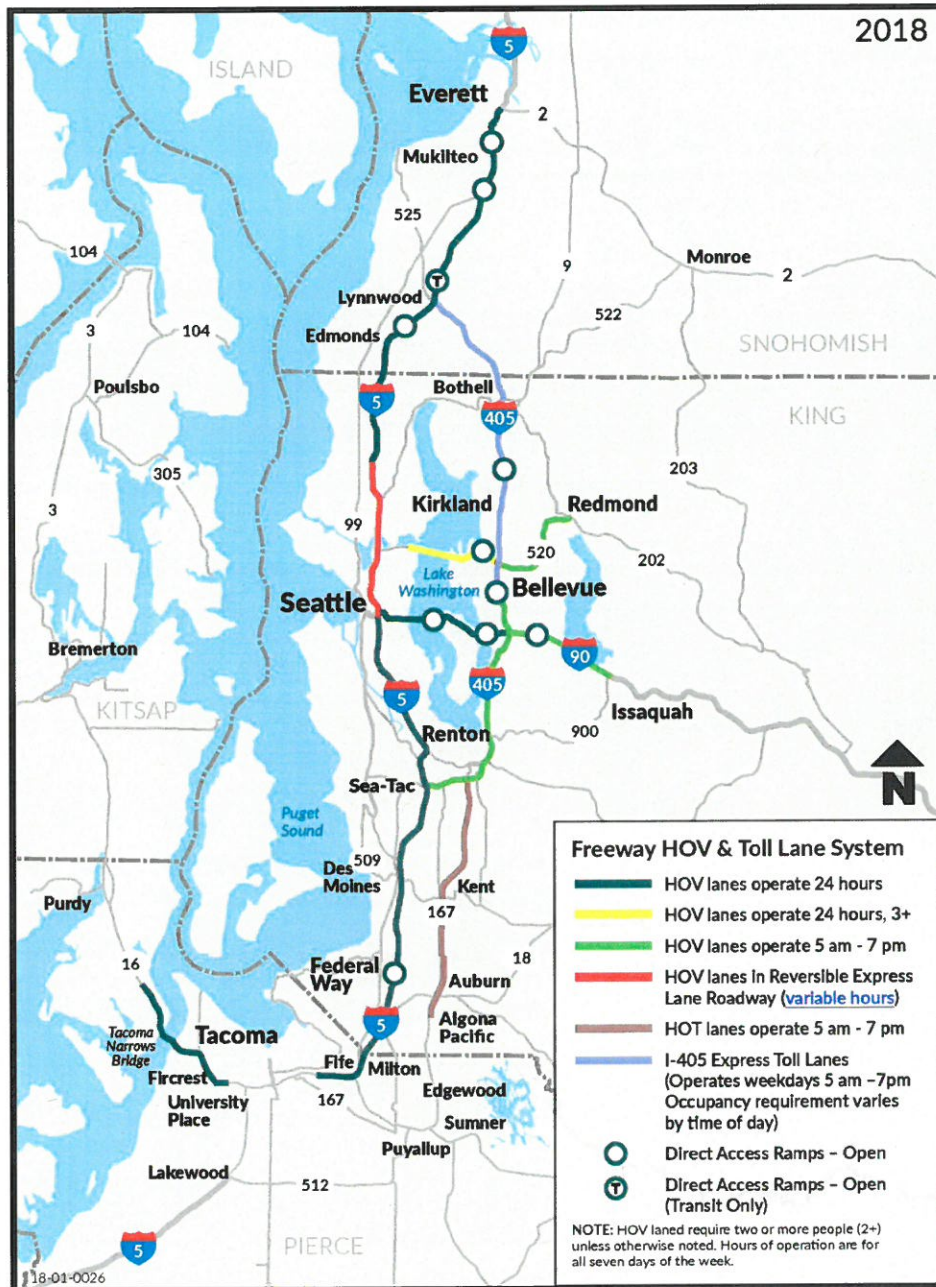 2018
5
ISLAND
Everett
2
Mukilteo
525
104
9
Monroe
2
Lynnwood
522
3
104
Edmonds
SNOHOMISH
Poulsbo
5
Bothell
405
KING
305
203
3
99
Kirkland
Redmond
520
202
Lake
Washington
Bellevue
Seattle
Bremerton
90
405
KITSAP
5
Issaquah
Renton
900
Sea-Tac
N
Puget
Sound
509
Des
Moines
Kent
Purdy
167
16
Federal
Way
18
Auburn
5
Algona
Pacific
Tacoma
Tacoma
Narrows
Bridge
Fife
Milton
Fircrest
Edgewood
University
Place
167
Sumner
Puyallup
Lakewood
512
5
PIERCE
18-01-0026
Freeway HOV & Toll Lane System
HOV lanes operate 24 hours
HOV lanes operate 24 hours, 3+
HOV lanes operate 5 am - 7 pm
HOV lanes in Reversible Express
Lane Roadway (variable hours)
HOT lanes operate 5 am - 7 pm
I-405 Express Toll Lanes
(Operates weekdays 5 am –7pm
Occupancy requirement varies
by time of day)
Direct Access Ramps – Open
T
Direct Access Ramps – Open
(Transit Only)
NOTE: HOV laned require two or more people (2+)
unless otherwise noted. Hours of operation are for
all seven days of the week.